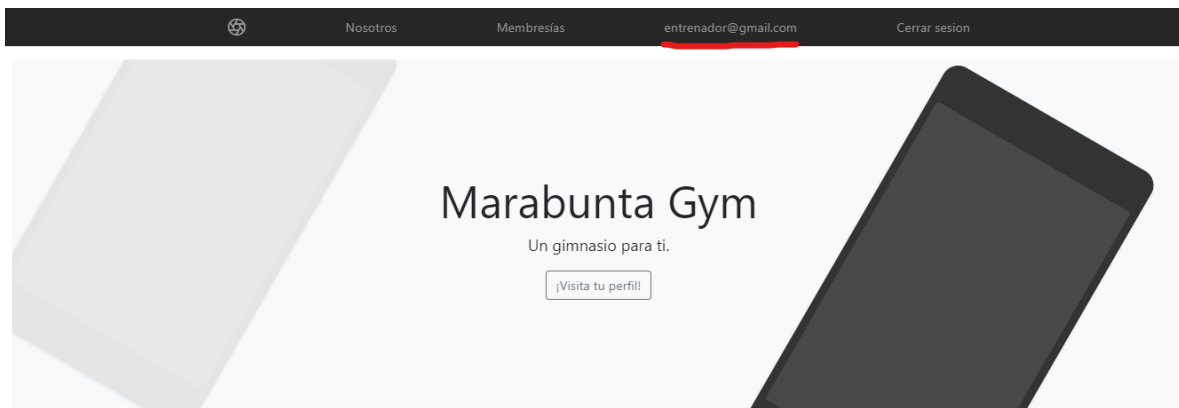 Nosotros Membresías entrenador@gmail.com Cerrar sesion
Marabunta Gym
Un gimnasio para ti.
¡Visita tu perfil!